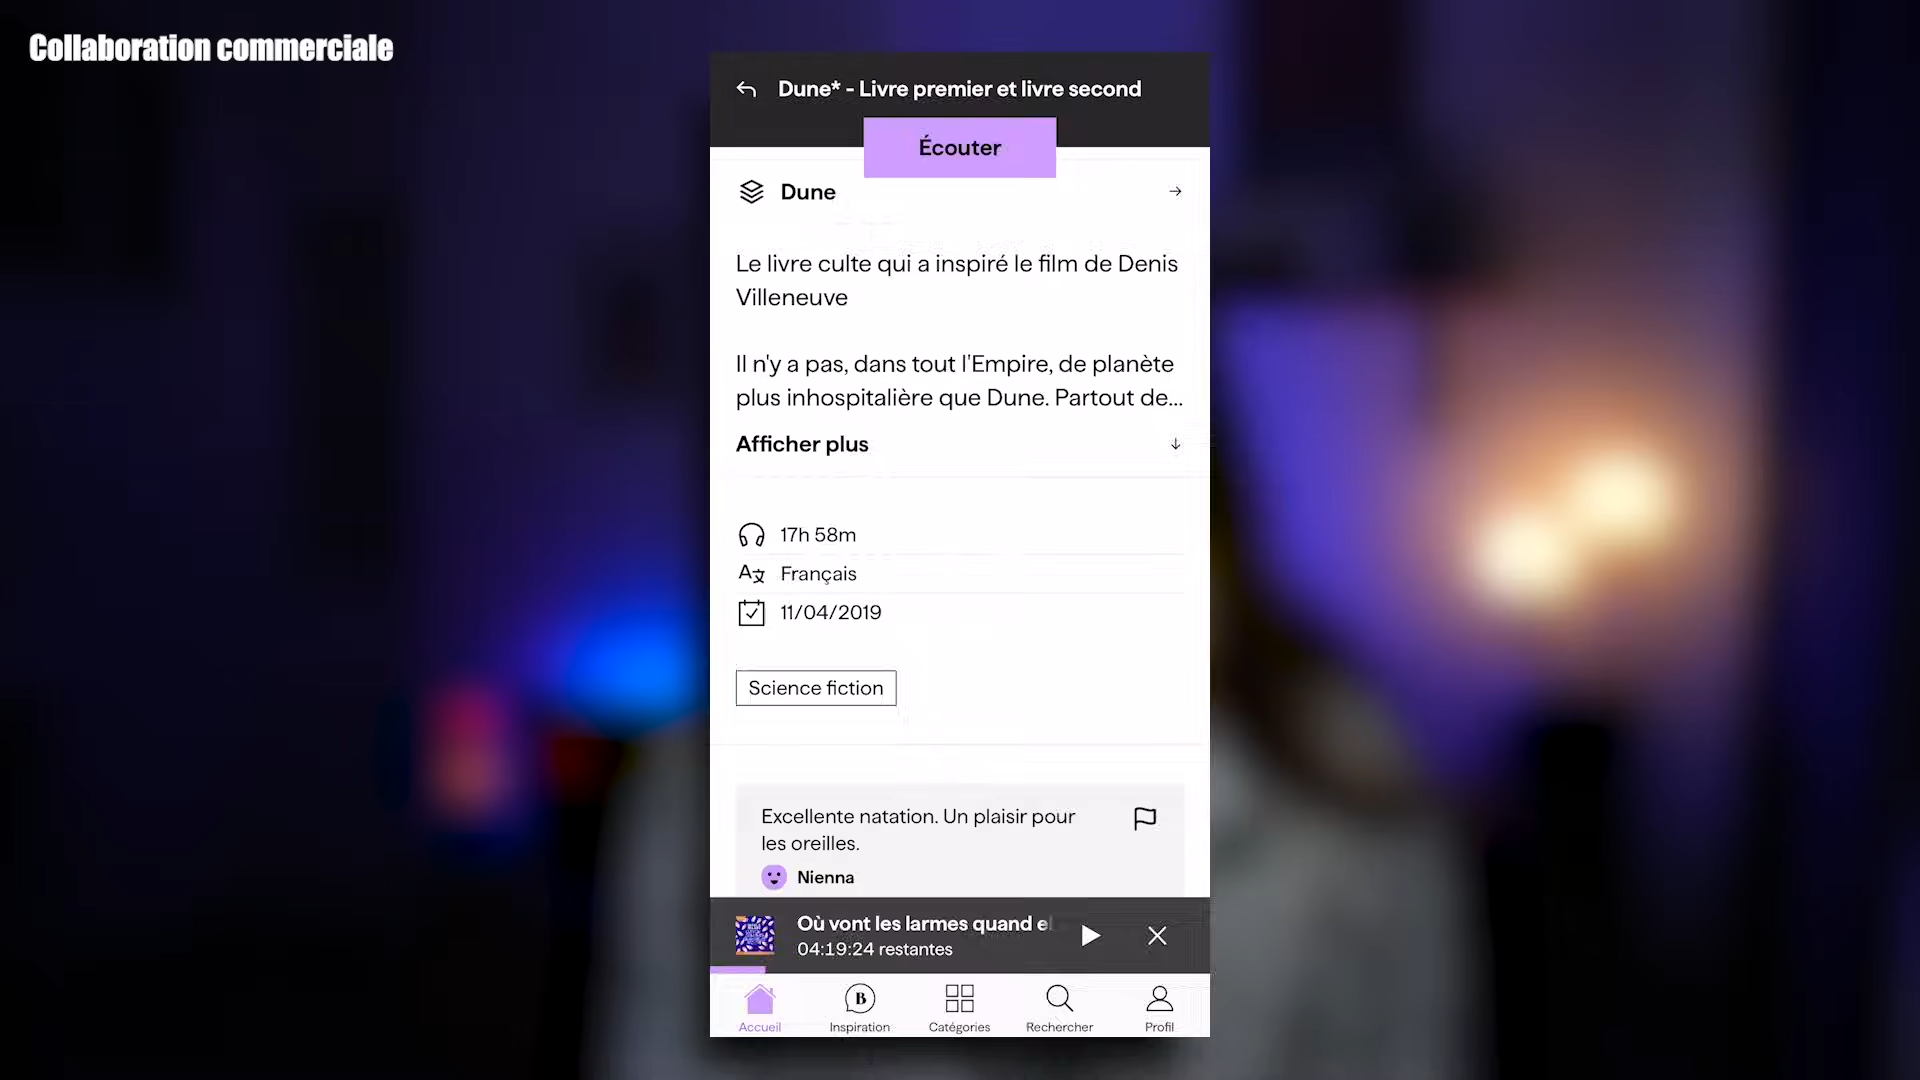 Collaboration commerciale
Dune* - Livre premier et livre second
Écouter
Dune
Le livre culte qui a inspiré le film de Denis
Villeneuve
Il n'y a pas, dans tout l'Empire, de planète
plus inhospitalière que Dune. Partout de...
Afficher plus
17h 58m
Français
11/04/2019
Science fiction
Excellente natation. Un plaisir pour
les oreilles.
Nienna
Où vont les larmes quand el
04:19:24 restantes
Accueil
Inspiration
Catégories
Rechercher
Profil